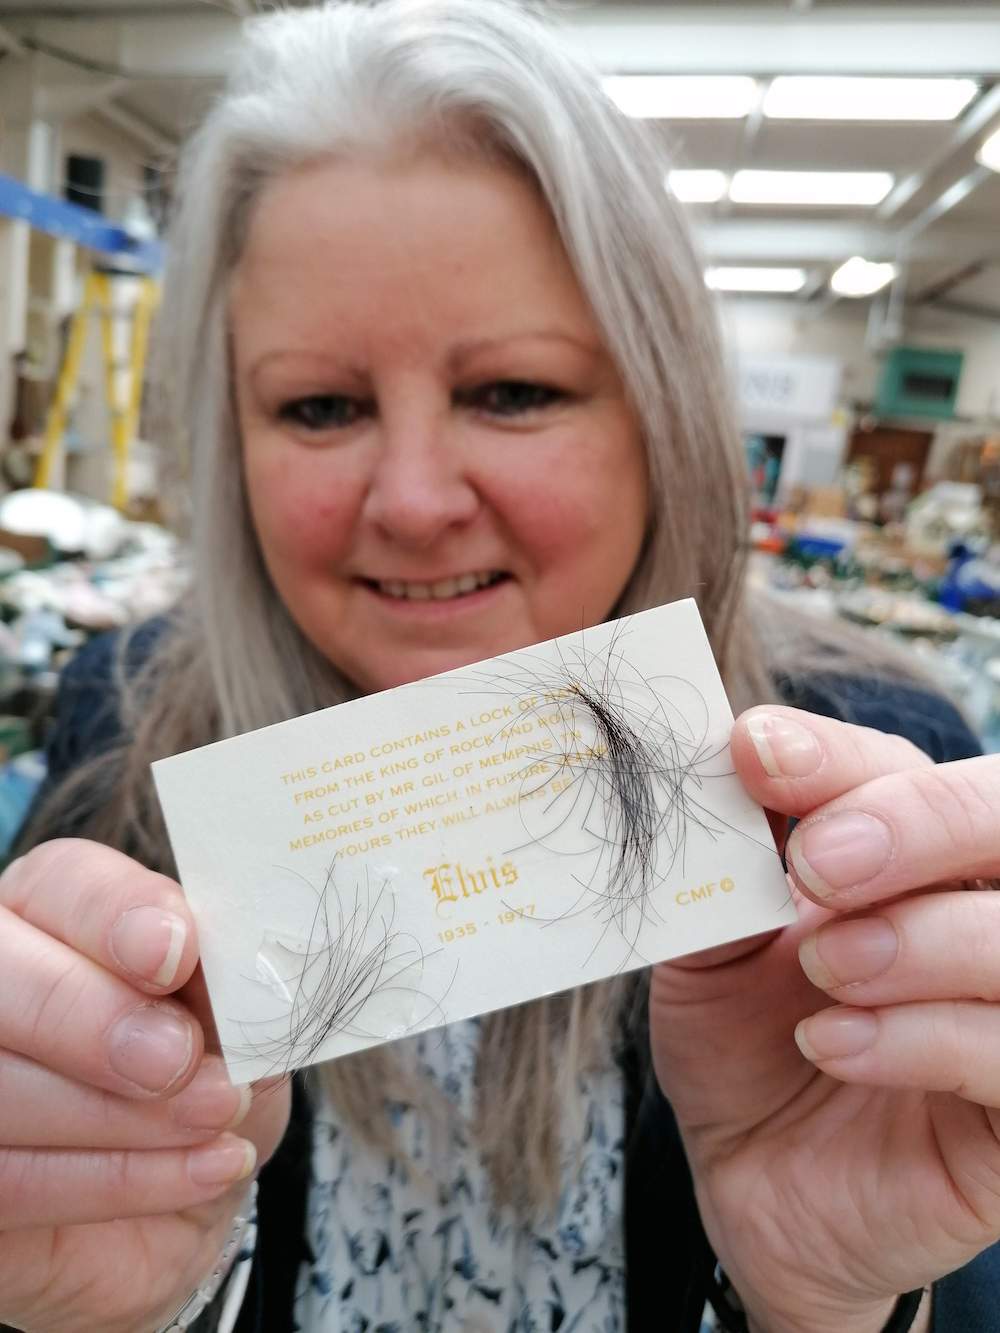 THIS CARD CONTAINS A LOCK OF HAIR
FROM THE KING OF ROCK AND ROLL
AS CUT BY MR. GIL OF MEMPHIS, TN
MEMORIES OF WHICH IN FUTURE
YOURS THEY WILL ALWAYS BE
Elvis
1935 - 1977
CMF©